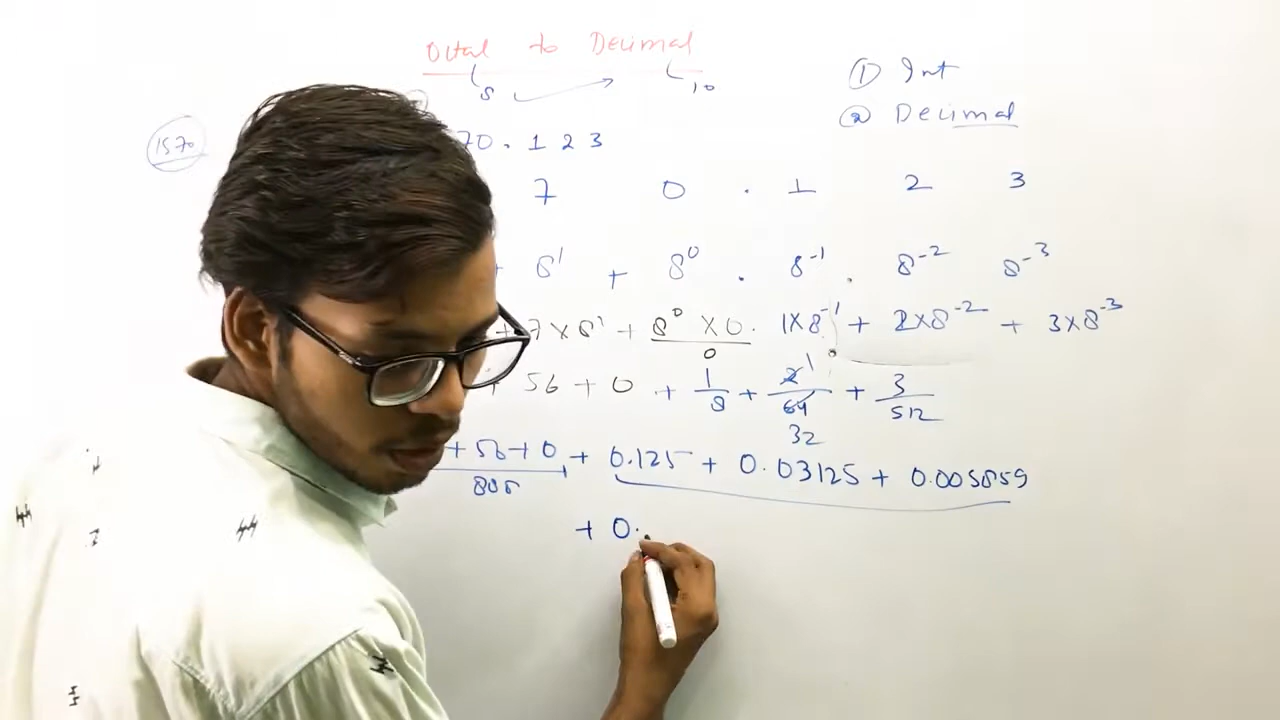 Octal to Decimal
8 10
① Int
② Decimal
1570
70.123
7 0 . 1 2 3
8¹ + 8⁰ . 8⁻¹ . 8⁻² 8⁻³
+ 7×8¹ + 8⁰×0. 1×8⁻¹ + 2×8⁻² + 3×8⁻³
0
56 + 0 + 1/8 + 2/64 1 + 3/512
32
+56+0 + 0.125 + 0.03125 + 0.005859
+ 0.